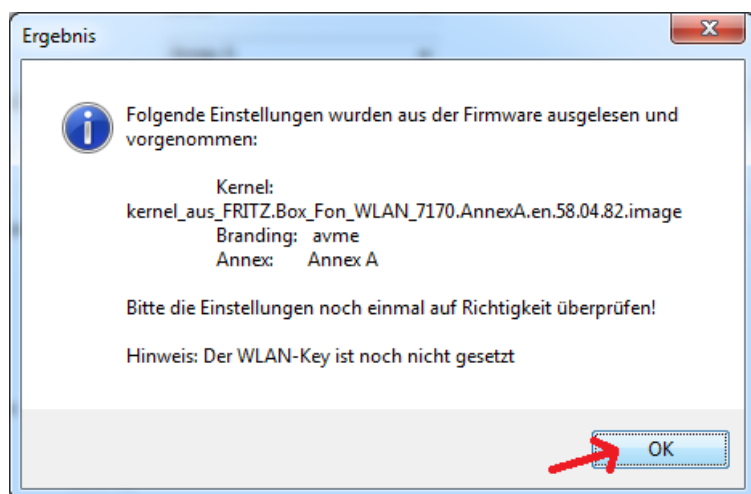 Ergebnis
Folgende Einstellungen wurden aus der Firmware ausgelesen und
vorgenommen:
Kernel:
kernel_aus_FRITZ.Box_Fon_WLAN_7170.AnnexA.en.58.04.82.image
Branding: avme
Annex: Annex A
Bitte die Einstellungen noch einmal auf Richtigkeit überprüfen!
Hinweis: Der WLAN-Key ist noch nicht gesetzt
OK